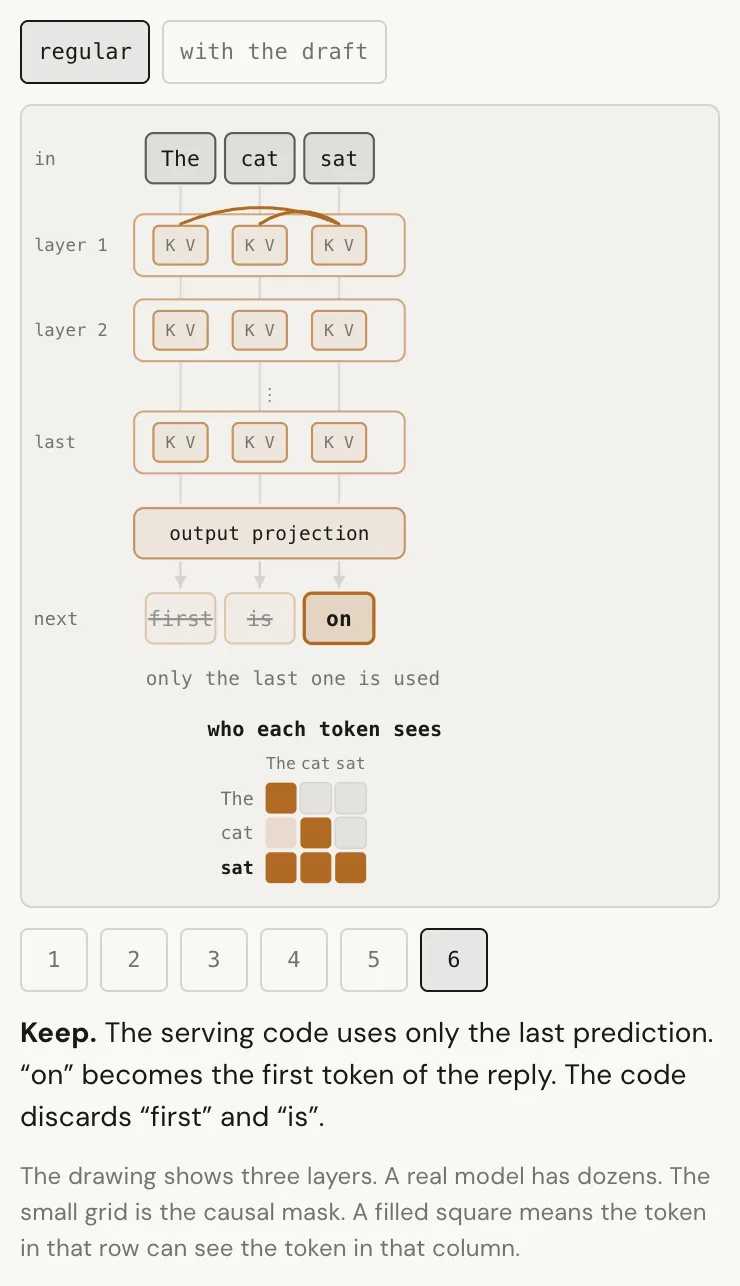 regular with the draft
in The cat sat
layer 1 K V K V K V
layer 2 K V K V K V
⋮
last K V K V K V
output projection
next first is on
only the last one is used
who each token sees
The cat sat
The
cat
sat
1 2 3 4 5 6
Keep. The serving code uses only the last prediction.
“on” becomes the first token of the reply. The code
discards “first” and “is”.
The drawing shows three layers. A real model has dozens. The
small grid is the causal mask. A filled square means the token
in that row can see the token in that column.